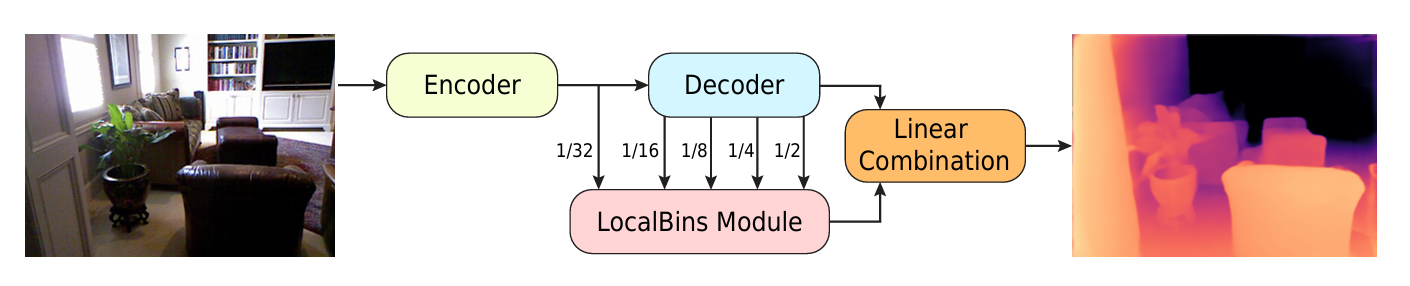 Encoder
Decoder
1/32
1/16
1/8
1/4
1/2
LocalBins Module
Linear
Combination